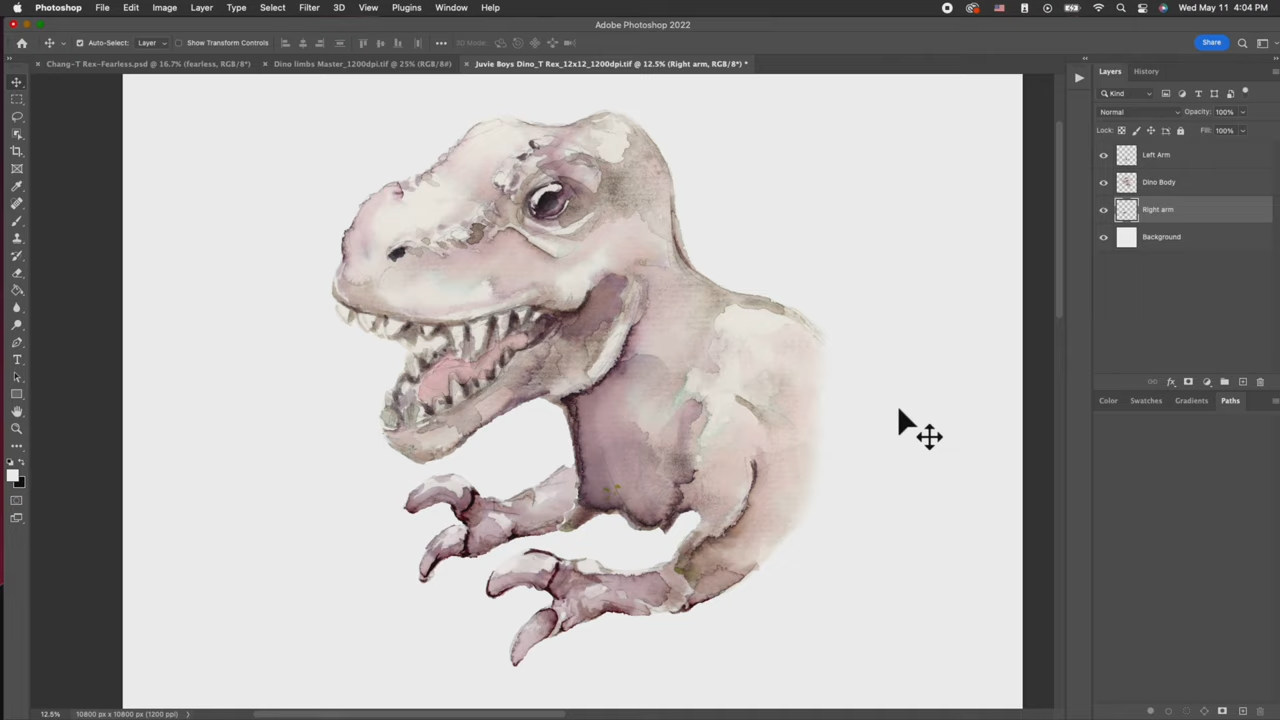 Photoshop File Edit Image Layer Type Select Filter 3D View Plugins Window Help Wed May 11 4:04 PM
Adobe Photoshop 2022
Auto-Select: Layer Show Transform Controls 3D Mode: Share
Chang-T Rex-Fearless.psd @ 16.7% (fearless, RGB/8*) Dino limbs Master_1200dpi.tif @ 25% (RGB/8#) Juvie Boys Dino_T Rex_12x12_1200dpi.tif @ 12.5% (Right arm, RGB/8*) *
Layers History
Kind
Normal Opacity: 100%
Lock: Fill: 100%
Left Arm
Dino Body
Right arm
Background
fx
Color Swatches Gradients Paths
12.5% 10800 px x 10800 px (1200 ppi)